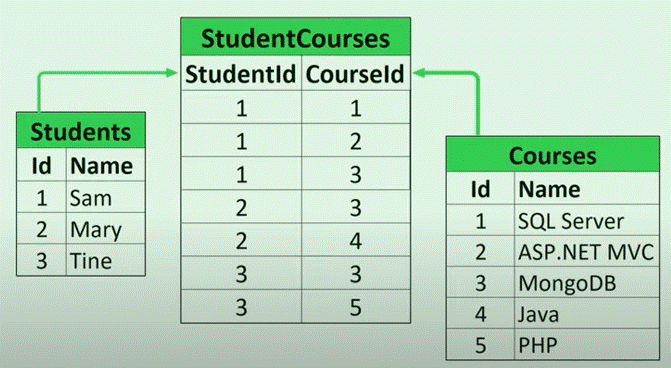 StudentCourses
StudentId CourseId
1 1
1 2
1 3
2 3
2 4
3 3
3 5
Students
Id Name
1 Sam
2 Mary
3 Tine
Courses
Id Name
1 SQL Server
2 ASP.NET MVC
3 MongoDB
4 Java
5 PHP